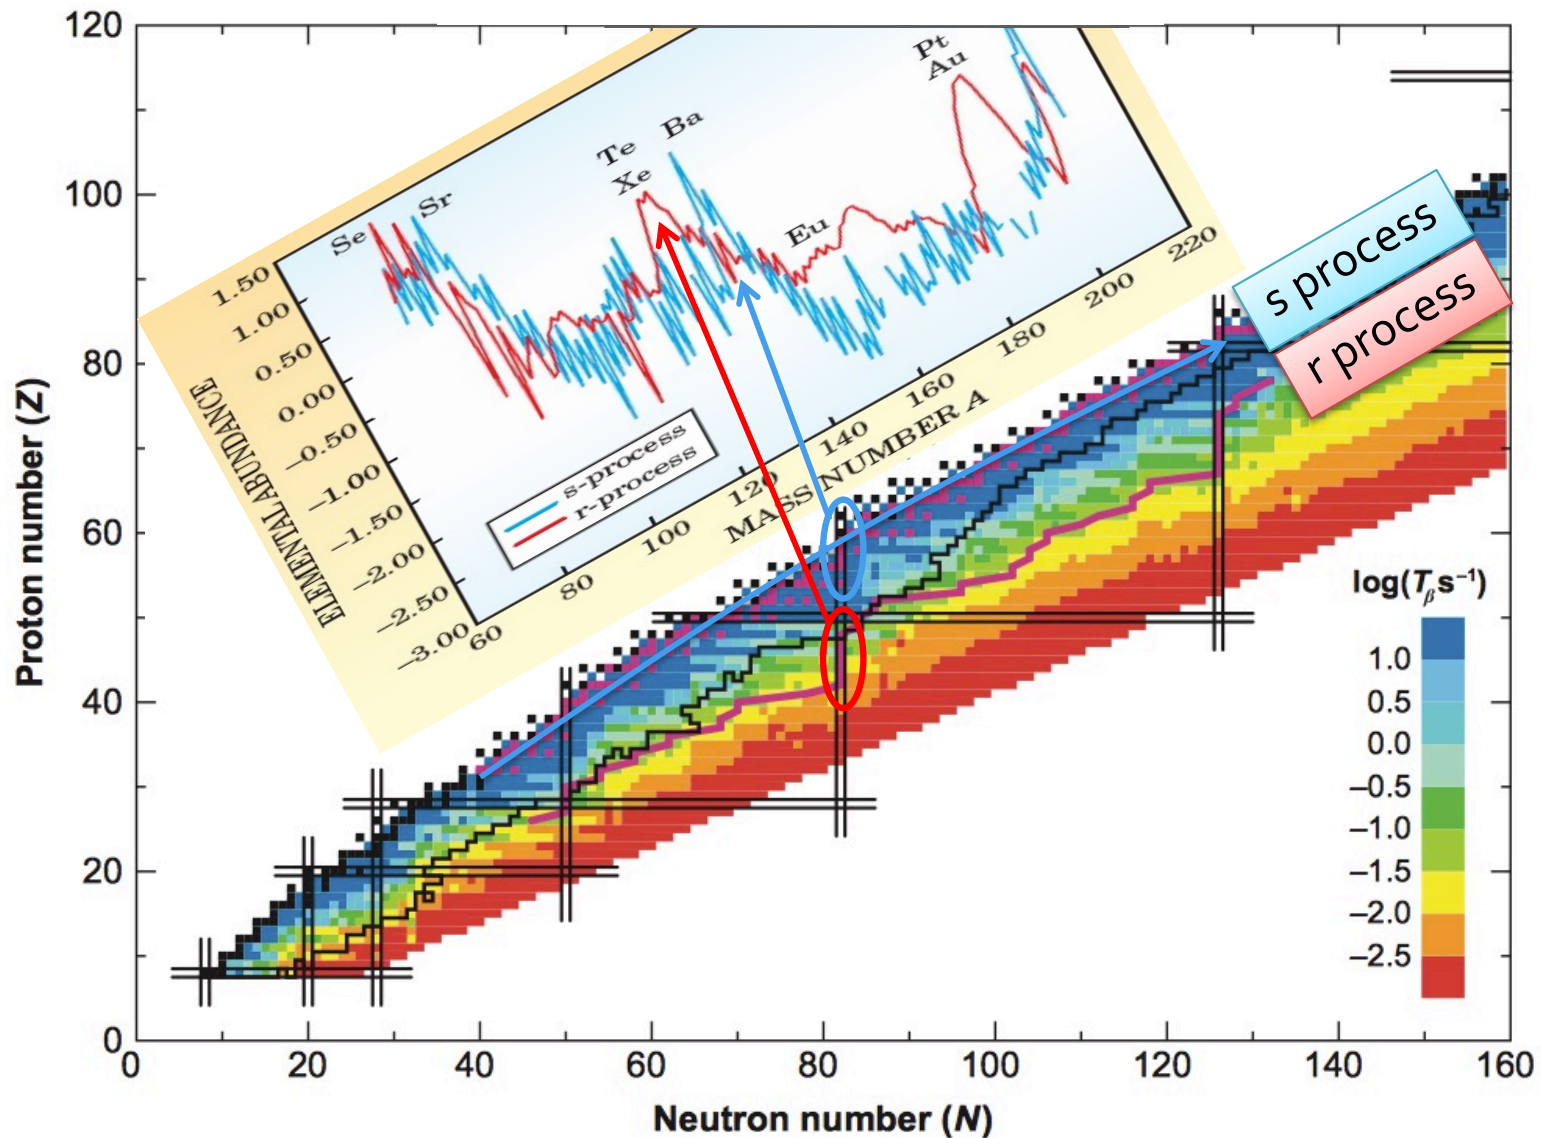 120
100
80
60
40
20
0
Proton number (Z)
0
20
40
60
80
100
120
140
160
Neutron number (N)
ELEMENTAL ABUNDANCE
1.50
1.00
0.50
0.00
−0.50
−1.00
−1.50
−2.00
−2.50
−3.00
60
80
100
120
140
160
180
200
220
MASS NUMBER A
Se
Sr
Te
Xe
Ba
Eu
Pt
Au
s-process
r-process
s process
r process
log(Tβ s⁻¹)
1.0
0.5
0.0
−0.5
−1.0
−1.5
−2.0
−2.5